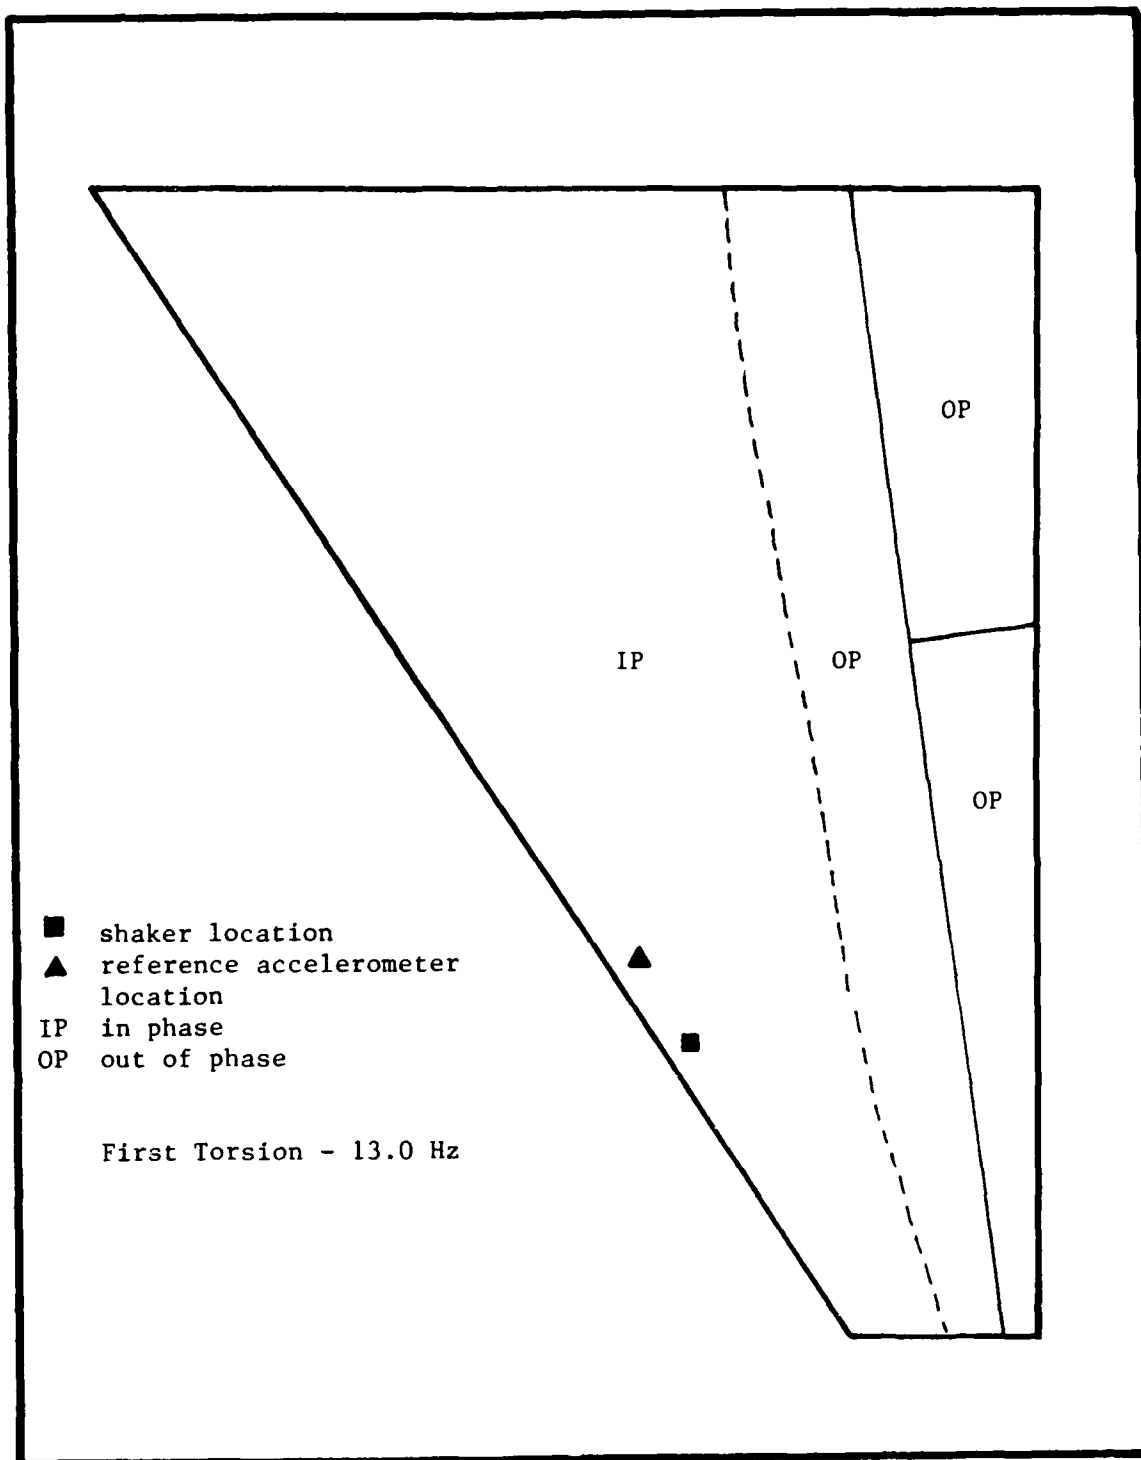 OP
IP
OP
OP
shaker location
reference accelerometer
location
IP in phase
OP out of phase
First Torsion - 13.0 Hz